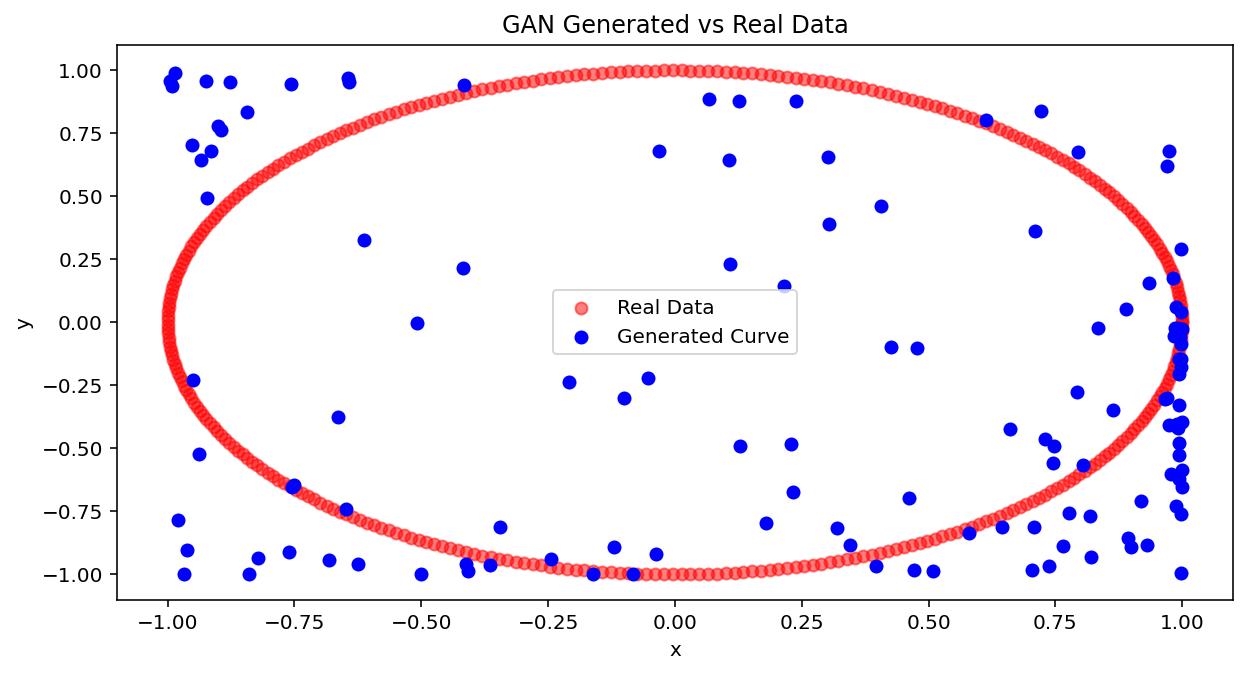 GAN Generated vs Real Data
1.00
0.75
0.50
0.25
0.00
−0.25
−0.50
−0.75
−1.00
y
Real Data
Generated Curve
−1.00 −0.75 −0.50 −0.25 0.00 0.25 0.50 0.75 1.00
x